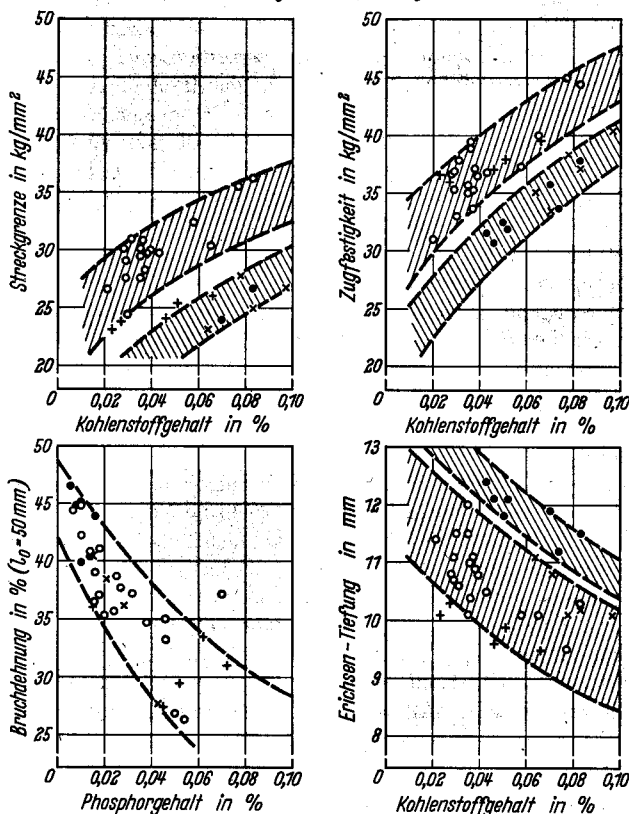 50
45
40
35
30
25
20
Streckgrenze in kg/mm²
0 0,02 0,04 0,06 0,08 0,10
Kohlenstoffgehalt in %
50
45
40
35
30
25
20
Zugfestigkeit in kg/mm²
0 0,02 0,04 0,06 0,08 0,10
Kohlenstoffgehalt in %
50
45
40
35
30
25
Bruchdehnung in % (l₀=50mm)
0 0,02 0,04 0,06 0,08 0,10
Phosphorgehalt in %
13
12
11
10
9
8
Erichsen-Tiefung in mm
0 0,02 0,04 0,06 0,08 0,10
Kohlenstoffgehalt in %